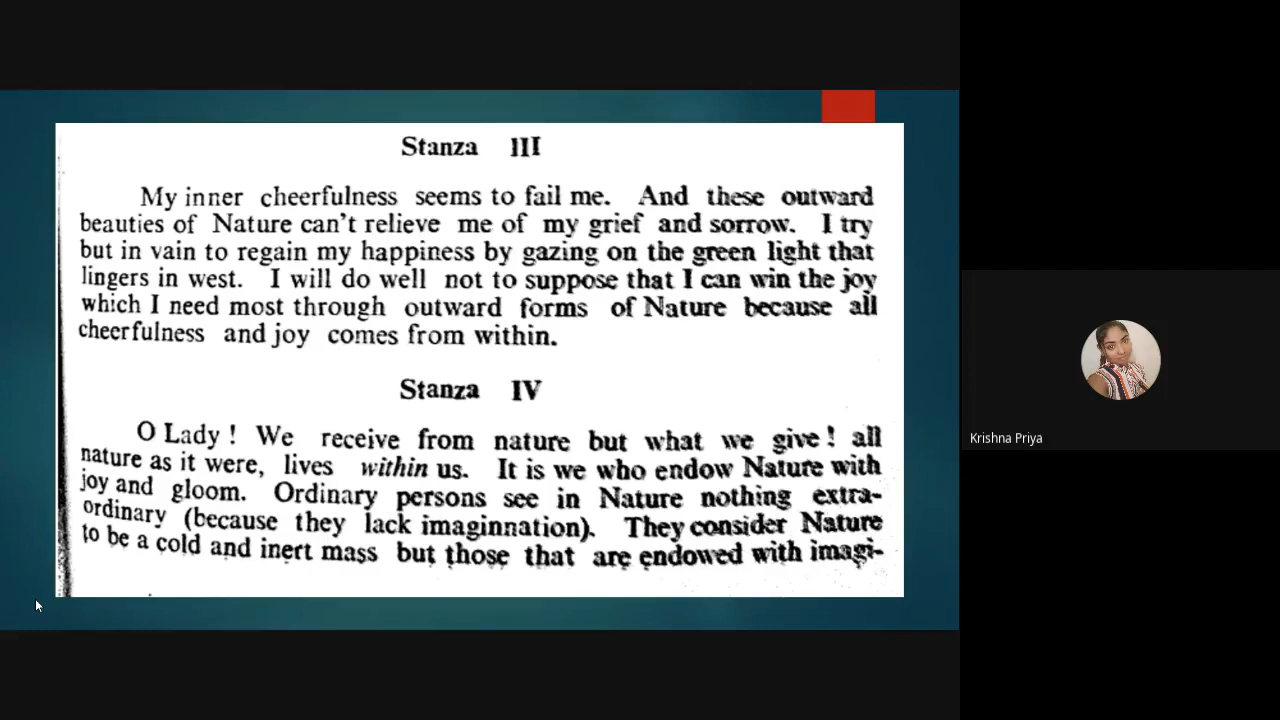 Stanza III
My inner cheerfulness seems to fail me. And these outward
beauties of Nature can't relieve me of my grief and sorrow. I try
but in vain to regain my happiness by gazing on the green light that
lingers in west. I will do well not to suppose that I can win the joy
which I need most through outward forms of Nature because all
cheerfulness and joy comes from within.
Stanza IV
O Lady ! We receive from nature but what we give ! all
nature as it were, lives within us. It is we who endow Nature with
joy and gloom. Ordinary persons see in Nature nothing extra-
ordinary (because they lack imaginnation). They consider Nature
to be a cold and inert mass but those that are endowed with imagi-
Krishna Priya